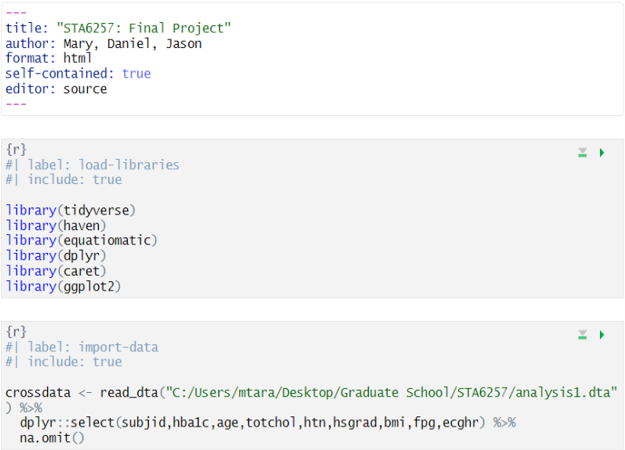 ---
title: "STA6257: Final Project"
author: Mary, Daniel, Jason
format: html
self-contained: true
editor: source
---
{r}
#| label: load-libraries
#| include: true
library(tidyverse)
library(haven)
library(equatiomatic)
library(dplyr)
library(caret)
library(ggplot2)
{r}
#| label: import-data
#| include: true
crossdata <- read_dta("C:/Users/mtara/Desktop/Graduate School/STA6257/analysis1.dta"
) %>%
  dplyr::select(subjid,hba1c,age,totchol,htn,hsgrad,bmi,fpg,ecghr) %>%
  na.omit()